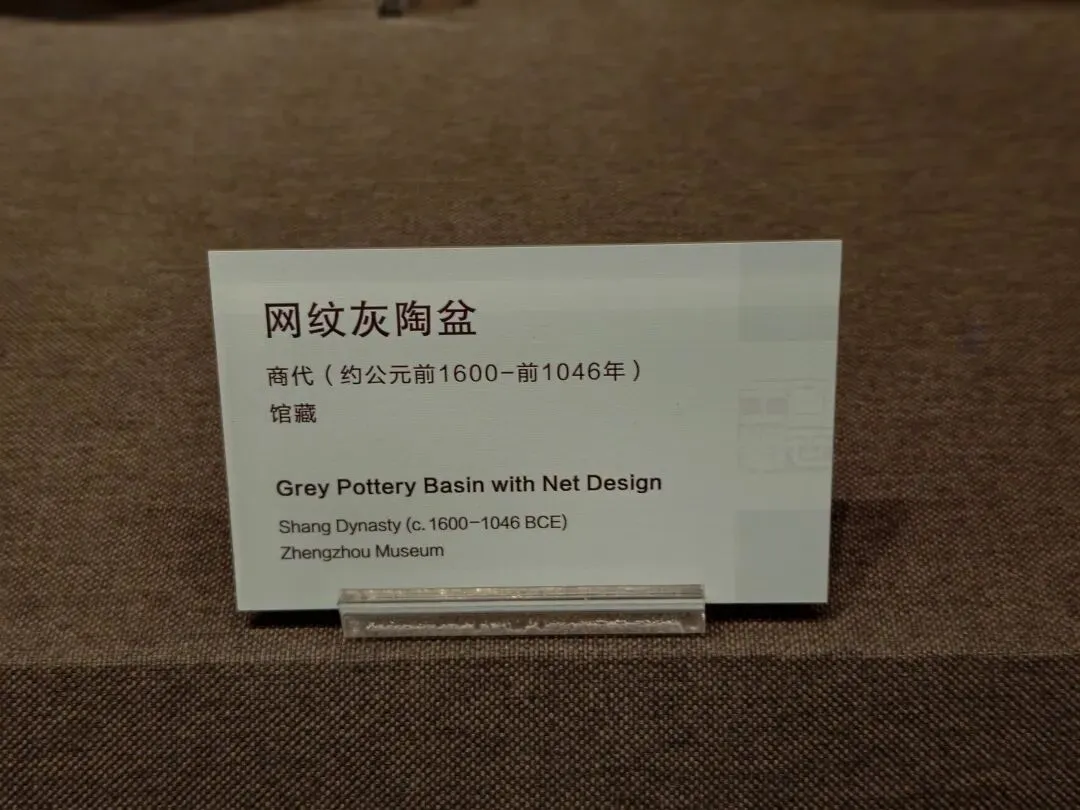 网纹灰陶盆
商代（约公元前1600-前1046年）
馆藏
Grey Pottery Basin with Net Design
Shang Dynasty (c. 1600-1046 BCE)
Zhengzhou Museum